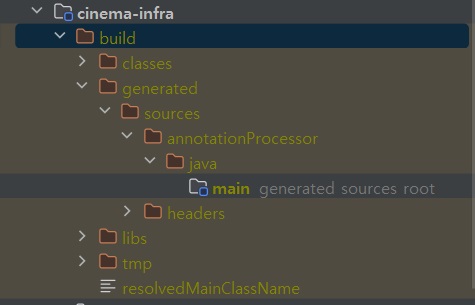 cinema-infra
build
classes
generated
sources
annotationProcessor
java
main generated sources root
headers
libs
tmp
resolvedMainClassName